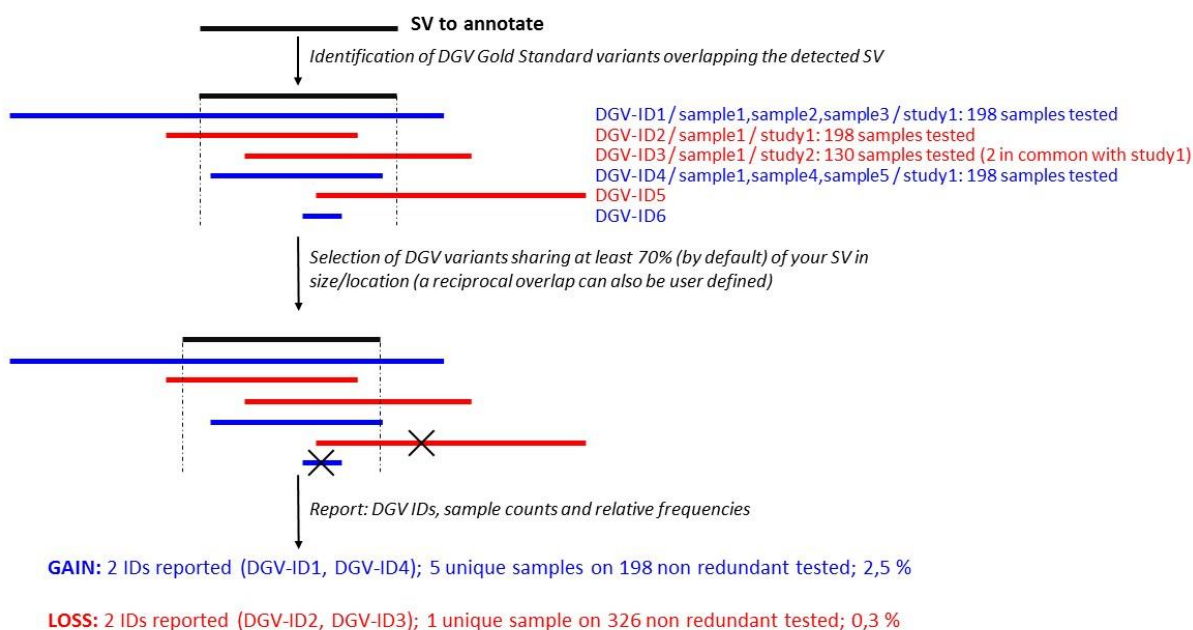 SV to annotate
Identification of DGV Gold Standard variants overlapping the detected SV
DGV-ID1 / sample1,sample2,sample3 / study1: 198 samples tested
DGV-ID2 / sample1 / study1: 198 samples tested
DGV-ID3 / sample1 / study2: 130 samples tested (2 in common with study1)
DGV-ID4 / sample1,sample4,sample5 / study1: 198 samples tested
DGV-ID5
DGV-ID6
Selection of DGV variants sharing at least 70% (by default) of your SV in
size/location (a reciprocal overlap can also be user defined)
Report: DGV IDs, sample counts and relative frequencies
GAIN: 2 IDs reported (DGV-ID1, DGV-ID4); 5 unique samples on 198 non redundant tested; 2,5 %
LOSS: 2 IDs reported (DGV-ID2, DGV-ID3); 1 unique sample on 326 non redundant tested; 0,3 %